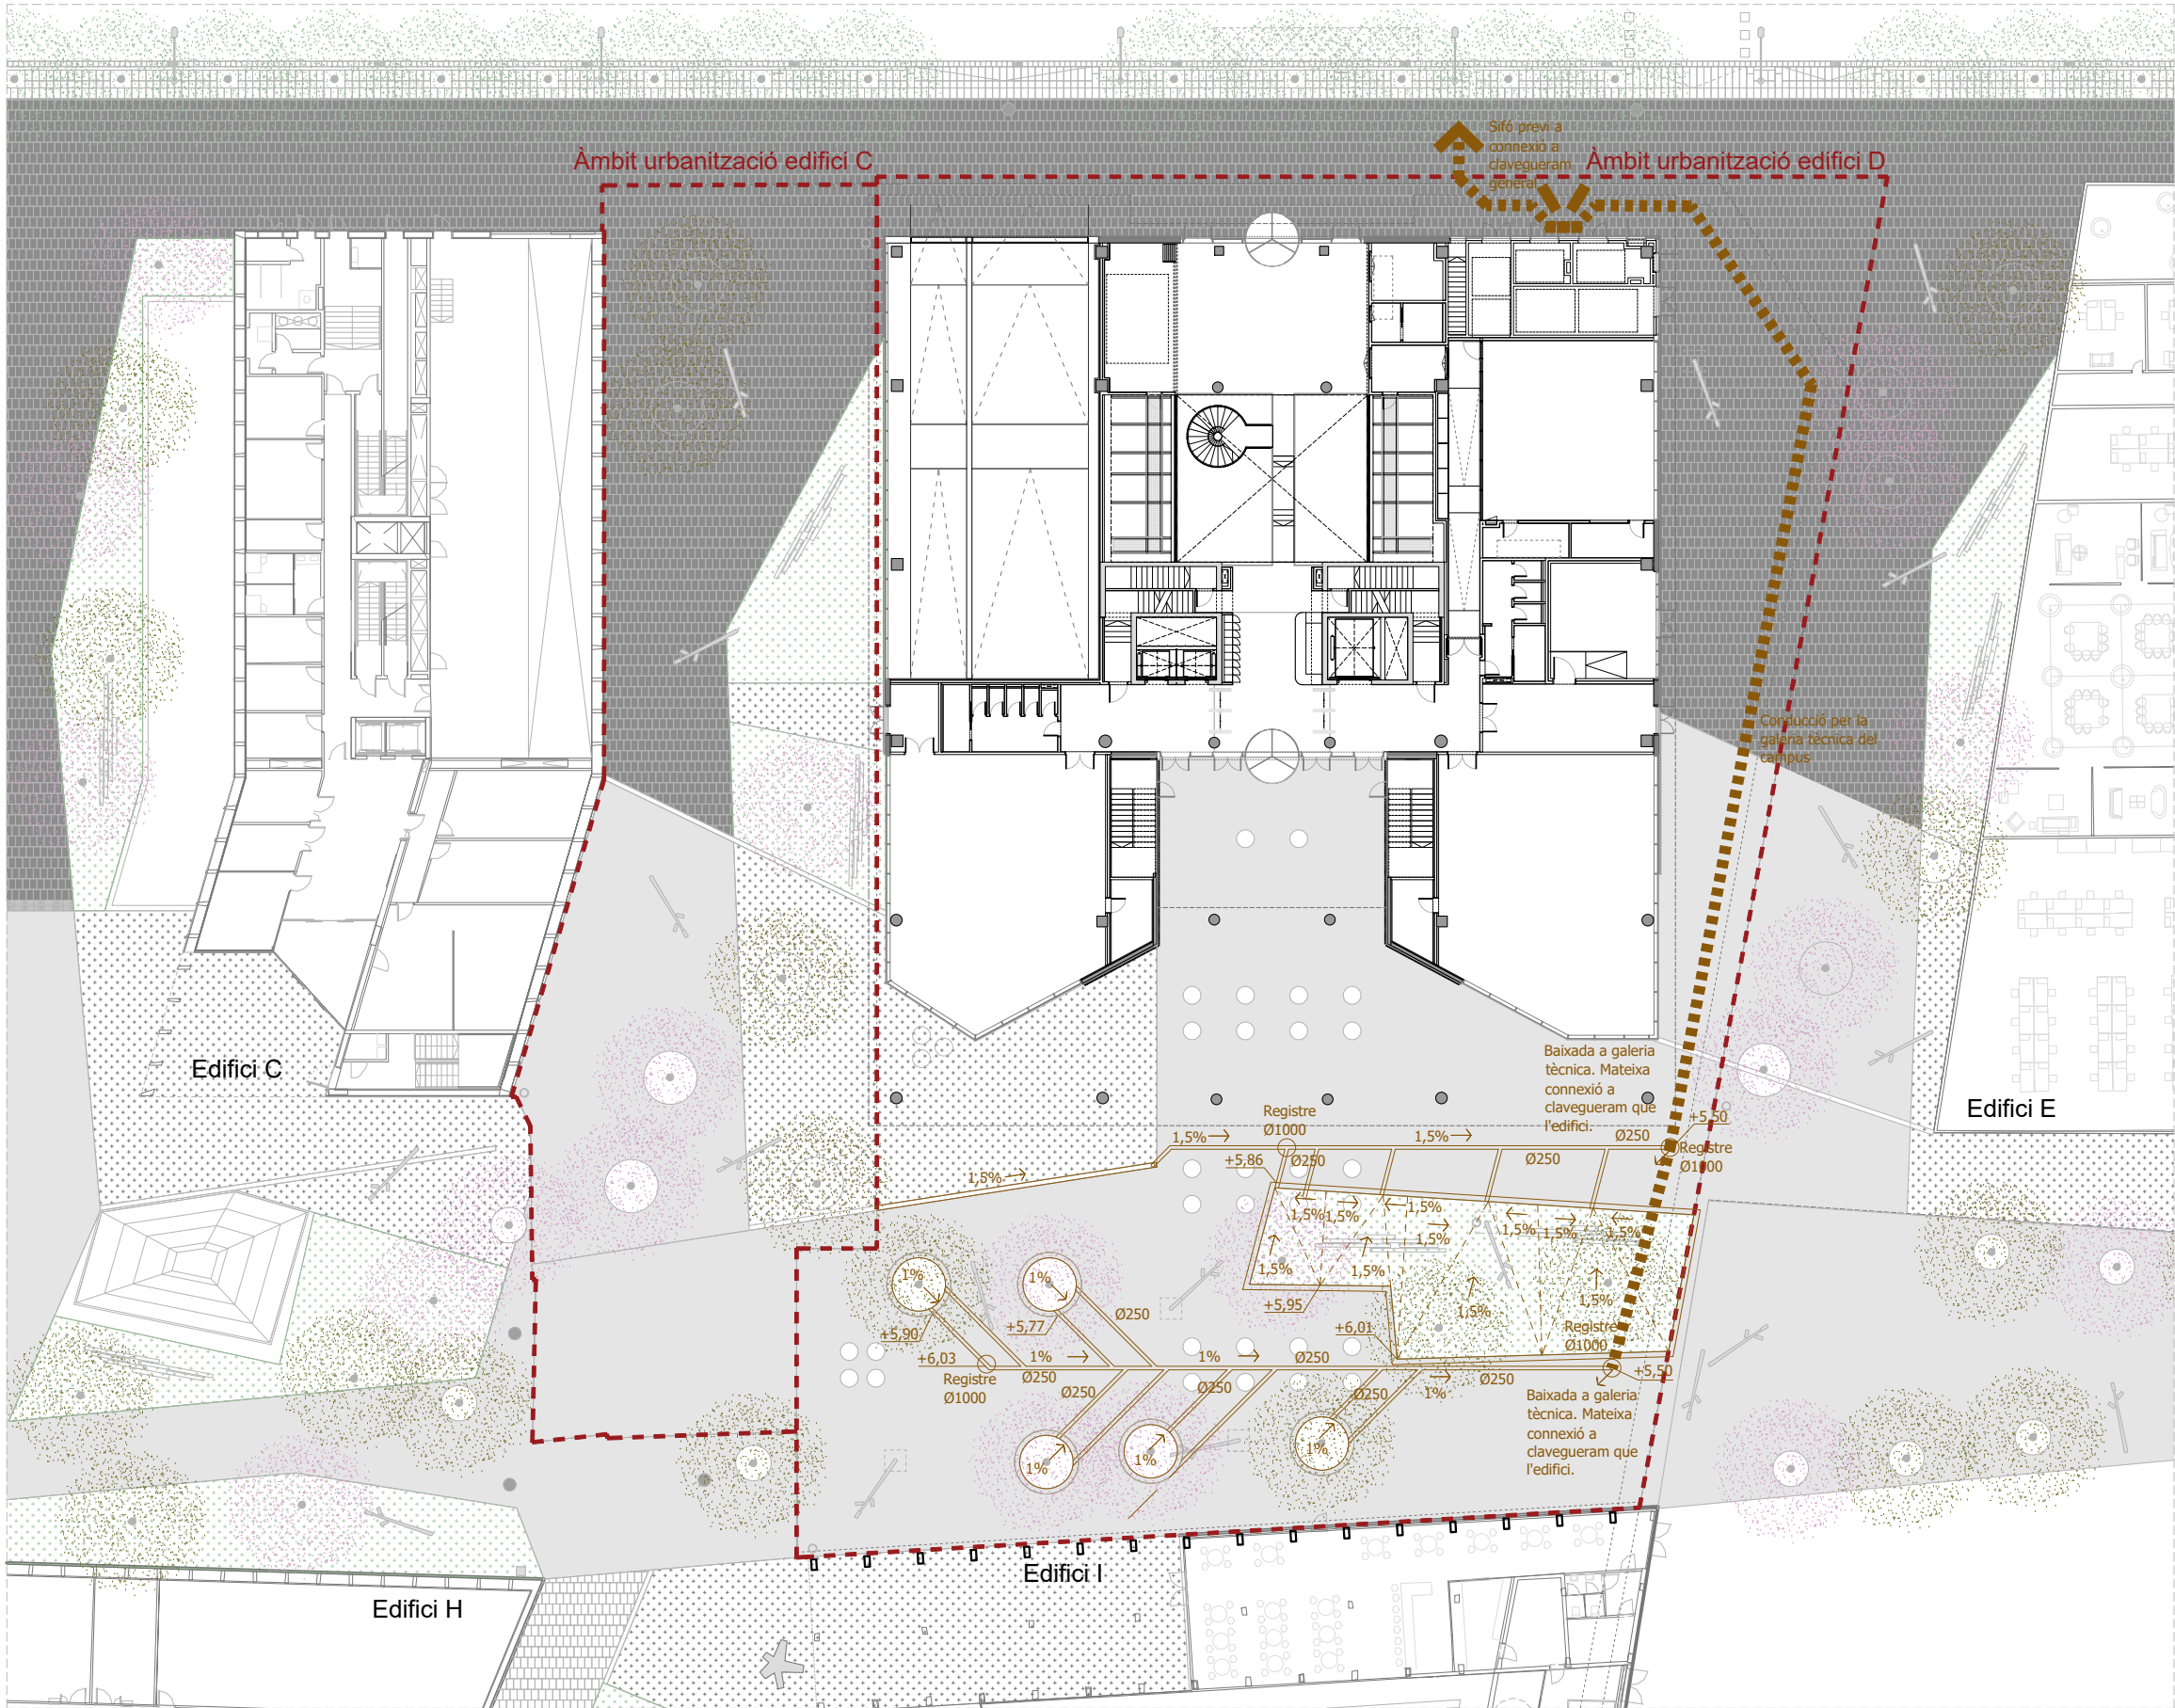 Sifó previ a
connexió a
clavegueram
general
Àmbit urbanització edifici C
Àmbit urbanització edifici D
Conducció per la
galeria tècnica del
campus
Edifici C
Edifici E
Baixada a galeria
tècnica. Mateixa
connexió a
clavegueram que
l'edifici.
+5,50
Registre
Ø1000
Registre
Ø1000
1,5%
1,5%
Ø250
+5,86
Ø250
Ø250
1,5%
1,5%
1,5%
1,5%
1,5%
1,5%
1,5%
1,5%
1,5%
1,5%
1,5%
1,5%
+5,95
+6,01
Registre
Ø1000
1%
1%
Ø250
+5,90
+5,77
+6,03
1%
1%
Ø250
Registre
Ø1000
Ø250
Ø250
Ø250
Ø250
1%
Ø250
+5,50
Baixada a galeria
tècnica. Mateixa
connexió a
clavegueram que
l'edifici.
1%
1%
1%
Edifici I
Edifici H